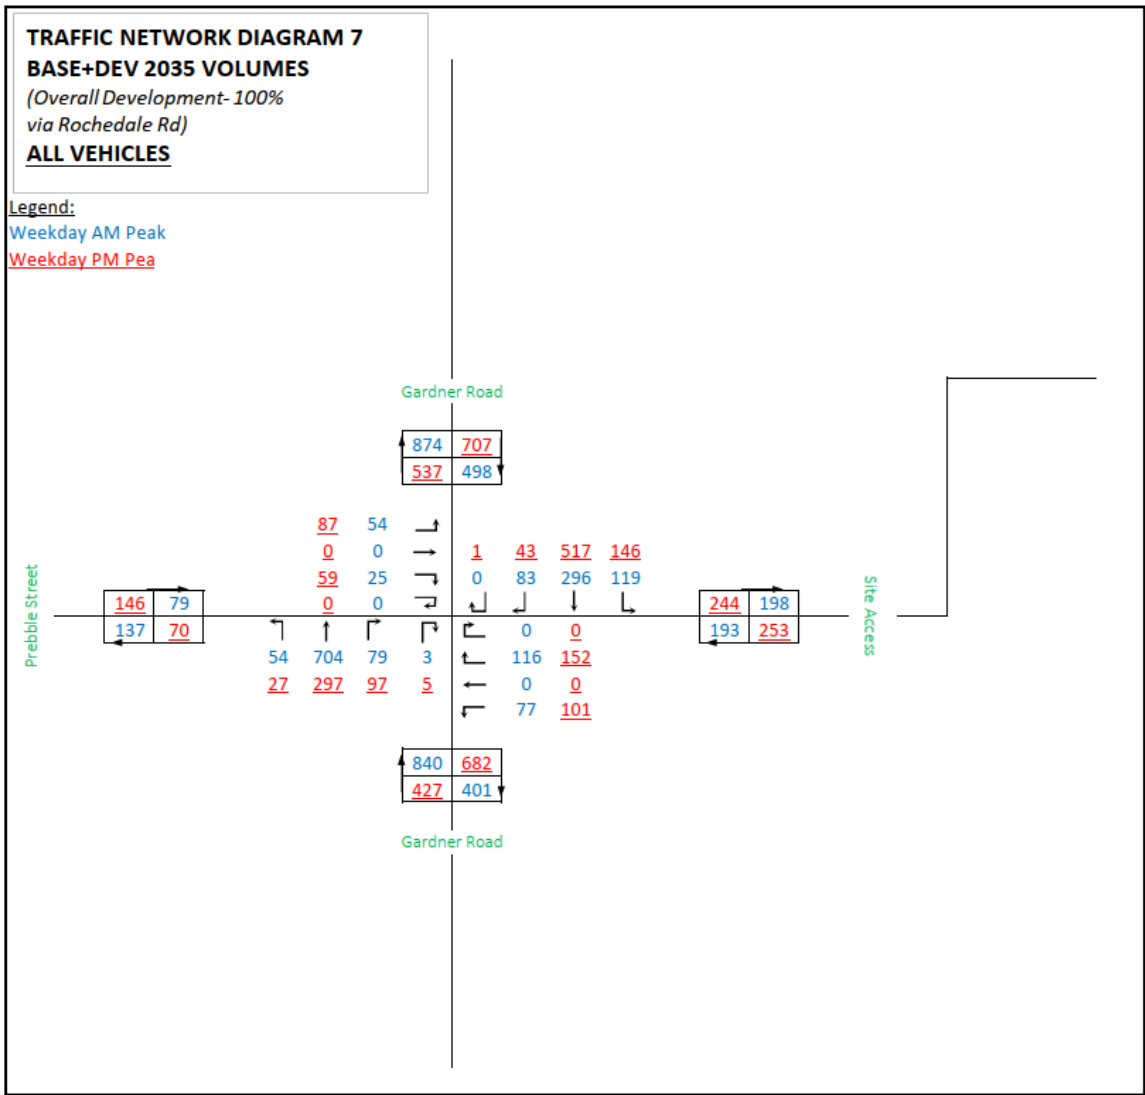 TRAFFIC NETWORK DIAGRAM 7
BASE+DEV 2035 VOLUMES
(Overall Development- 100%
via Rochedale Rd)
ALL VEHICLES
Legend:
Weekday AM Peak
Weekday PM Pea
Gardner Road
874 707
537 498
87 54
0 0
59 25
0 0
1 43 517 146
0 83 296 119
Prebble Street
146 79
137 70
244 198
193 253
Site Access
54 704 79 3
27 297 97 5
0 0
116 152
0 0
77 101
840 682
427 401
Gardner Road